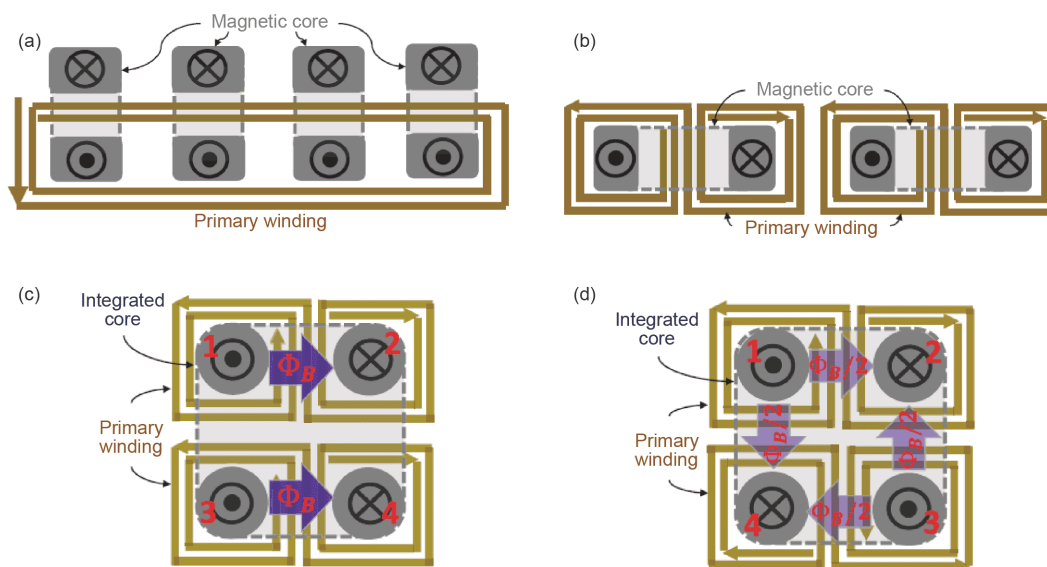 (a)
Magnetic core
Primary winding
(b)
Magnetic core
Primary winding
(c)
Integrated
core
Primary
winding
1
2
Φ_B
3
4
Φ_B
(d)
Integrated
core
Primary
winding
1
2
Φ_B/2
Φ_B/2
Φ_B/2
4
3
Φ_B/2